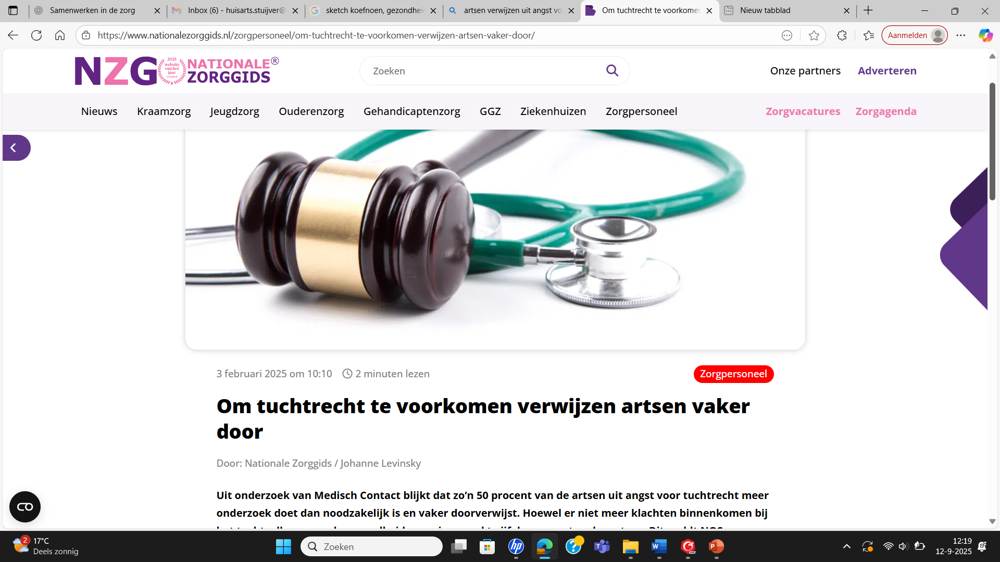 Samenwerken in de zorg
Inbox (6) - huisarts.stuijver@
sketch koefnoen, gezondhei
artsen verwijzen uit angst vo
Om tuchtrecht te voorkomen
Nieuw tabblad
https://www.nationalezorggids.nl/zorgpersoneel/om-tuchtrecht-te-voorkomen-verwijzen-artsen-vaker-door/
Aanmelden
NZG
2025
website
van het
jaar
certified
NATIONALE®
ZORGGIDS
Zoeken
Onze partners
Adverteren
Nieuws
Kraamzorg
Jeugdzorg
Ouderenzorg
Gehandicaptenzorg
GGZ
Ziekenhuizen
Zorgpersoneel
Zorgvacatures
Zorgagenda
3 februari 2025 om 10:10
2 minuten lezen
Zorgpersoneel
Om tuchtrecht te voorkomen verwijzen artsen vaker
door
Door: Nationale Zorggids / Johanne Levinsky
Uit onderzoek van Medisch Contact blijkt dat zo’n 50 procent van de artsen uit angst voor tuchtrecht meer
onderzoek doet dan noodzakelijk is en vaker doorverwijst. Hoewel er niet meer klachten binnenkomen bij
2
17°C
Deels zonnig
Zoeken
12:19
12-9-2025